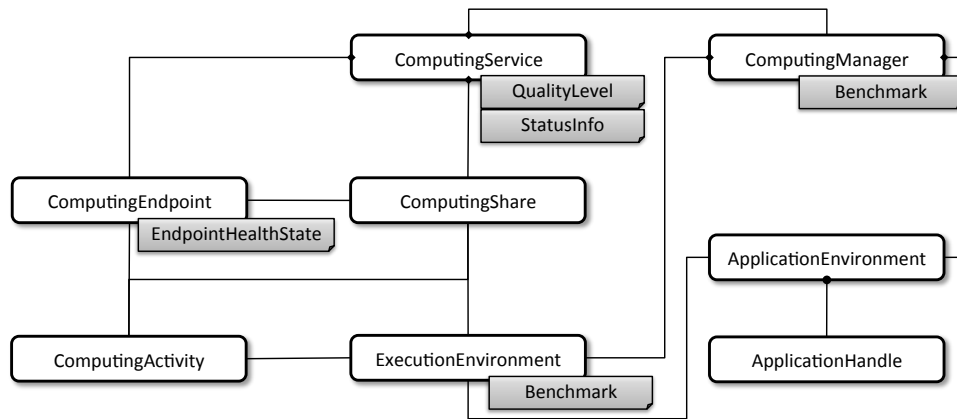 ComputingService
ComputingManager
QualityLevel
Benchmark
StatusInfo
ComputingEndpoint
ComputingShare
EndpointHealthState
ApplicationEnvironment
ComputingActivity
ExecutionEnvironment
ApplicationHandle
Benchmark